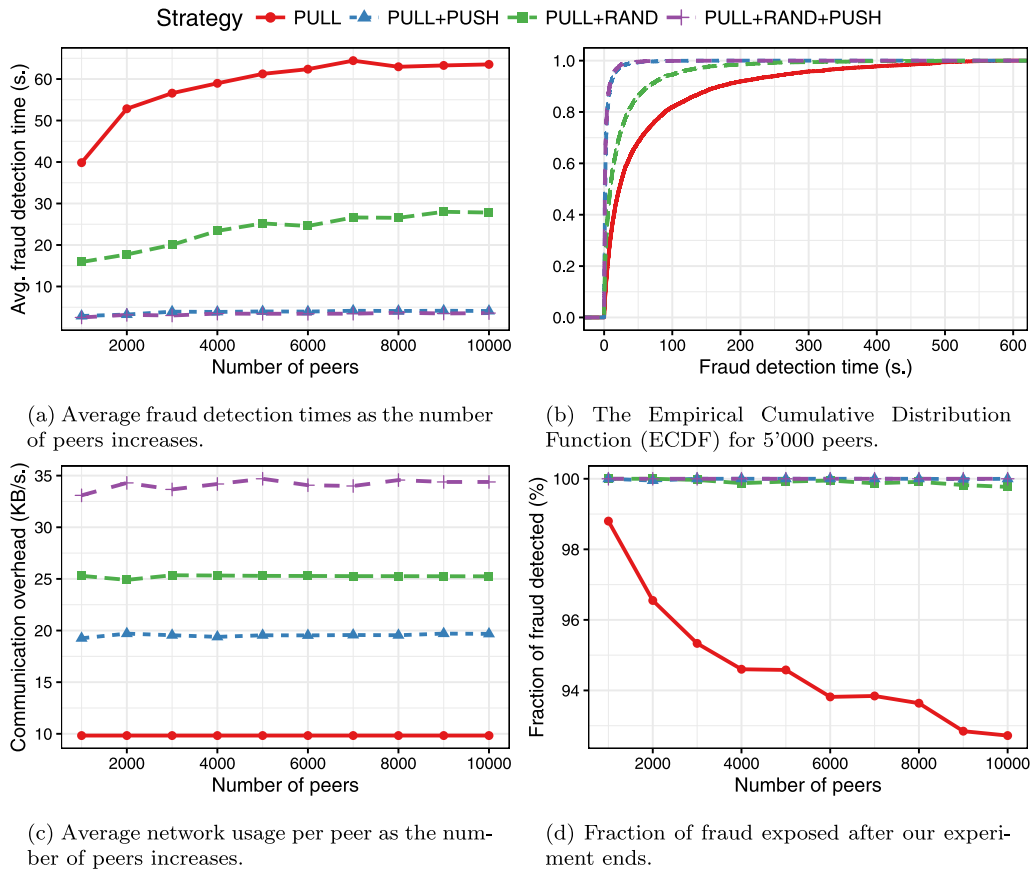 Strategy PULL PULL+PUSH PULL+RAND PULL+RAND+PUSH
Avg. fraud detection time (s.)
60
50
40
30
20
10
2000 4000 6000 8000 10000
Number of peers
1.0
0.8
0.6
0.4
0.2
0.0
0 100 200 300 400 500 600
Fraud detection time (s.)
(a) Average fraud detection times as the number
of peers increases.
(b) The Empirical Cumulative Distribution
Function (ECDF) for 5'000 peers.
Communication overhead (KB/s.)
35
30
25
20
15
10
2000 4000 6000 8000 10000
Number of peers
Fraction of fraud detected (%)
100
98
96
94
2000 4000 6000 8000 10000
Number of peers
(c) Average network usage per peer as the num-
ber of peers increases.
(d) Fraction of fraud exposed after our experi-
ment ends.